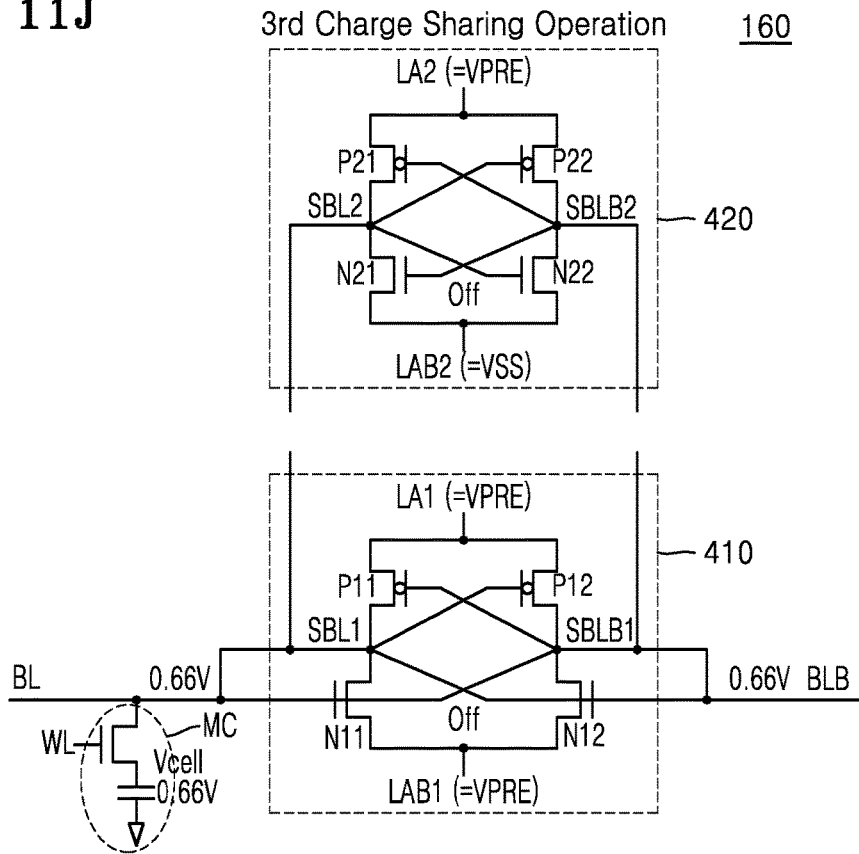 11J
3rd Charge Sharing Operation
160
LA2 (=VPRE)
P21
P22
SBL2
SBLB2
420
N21
N22
Off
LAB2 (=VSS)
LA1 (=VPRE)
410
P11
P12
SBL1
SBLB1
BL
0.66V
0.66V BLB
MC
N11
Off
N12
WL
Vcell
0.66V
LAB1 (=VPRE)